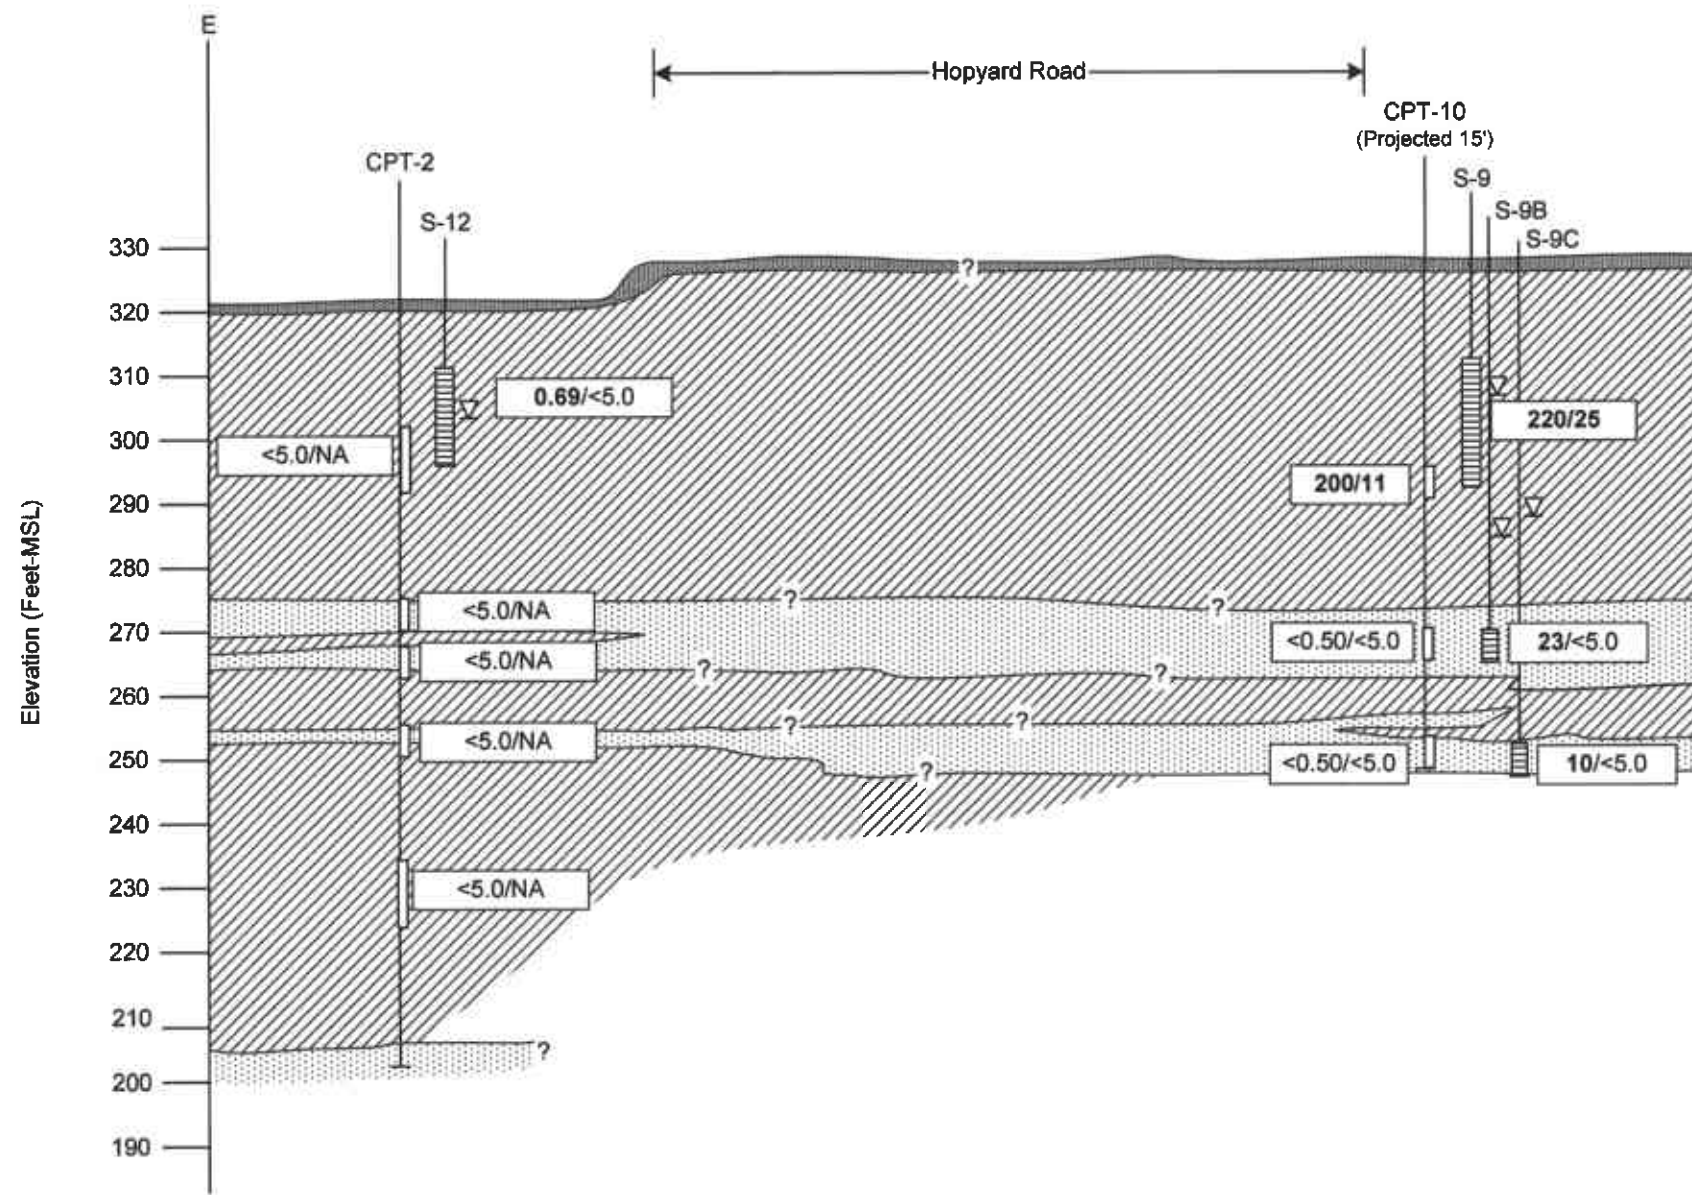 E
Hopyard Road
CPT-10
(Projected 15')
CPT-2
S-9
S-12
S-9B
S-9C
Elevation (Feet-MSL)
330
320
310
300
290
280
270
260
250
240
230
220
210
200
190
?
0.69/<5.0
220/25
<5.0/NA
200/11
<5.0/NA
?
?
<0.50/<5.0
23/<5.0
<5.0/NA
?
?
<5.0/NA
?
?
<0.50/<5.0
10/<5.0
?
<5.0/NA
?